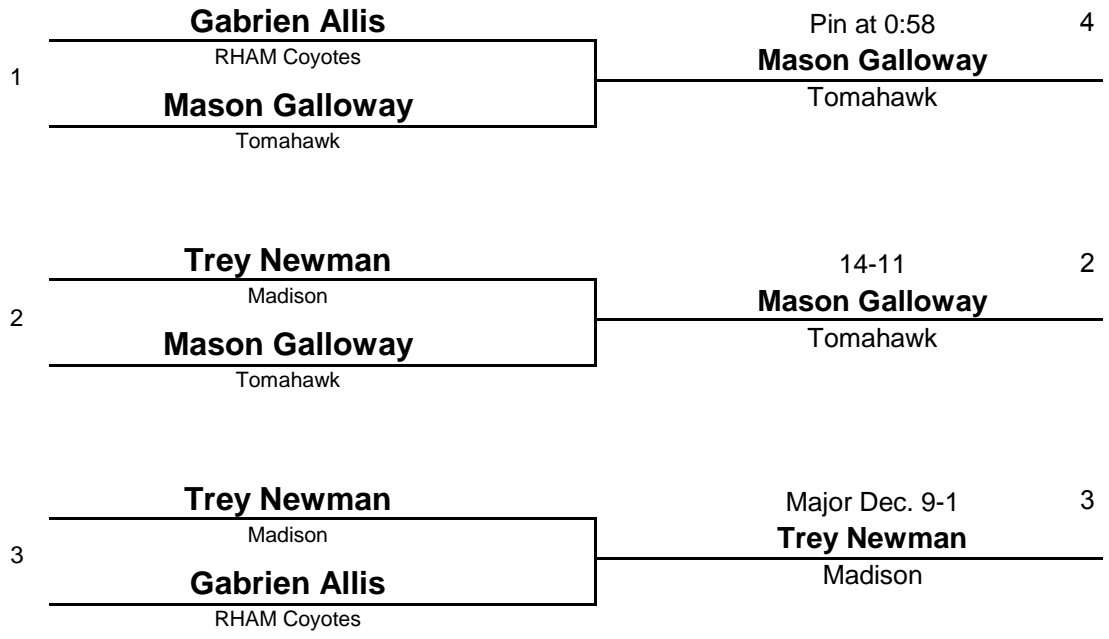 Gabrien Allis
RHAM Coyotes
1
Mason Galloway
Tomahawk
Pin at 0:58 4
Mason Galloway
Tomahawk
Trey Newman
Madison
2
Mason Galloway
Tomahawk
14-11 2
Mason Galloway
Tomahawk
Trey Newman
Madison
3
Gabrien Allis
RHAM Coyotes
Major Dec. 9-1 3
Trey Newman
Madison